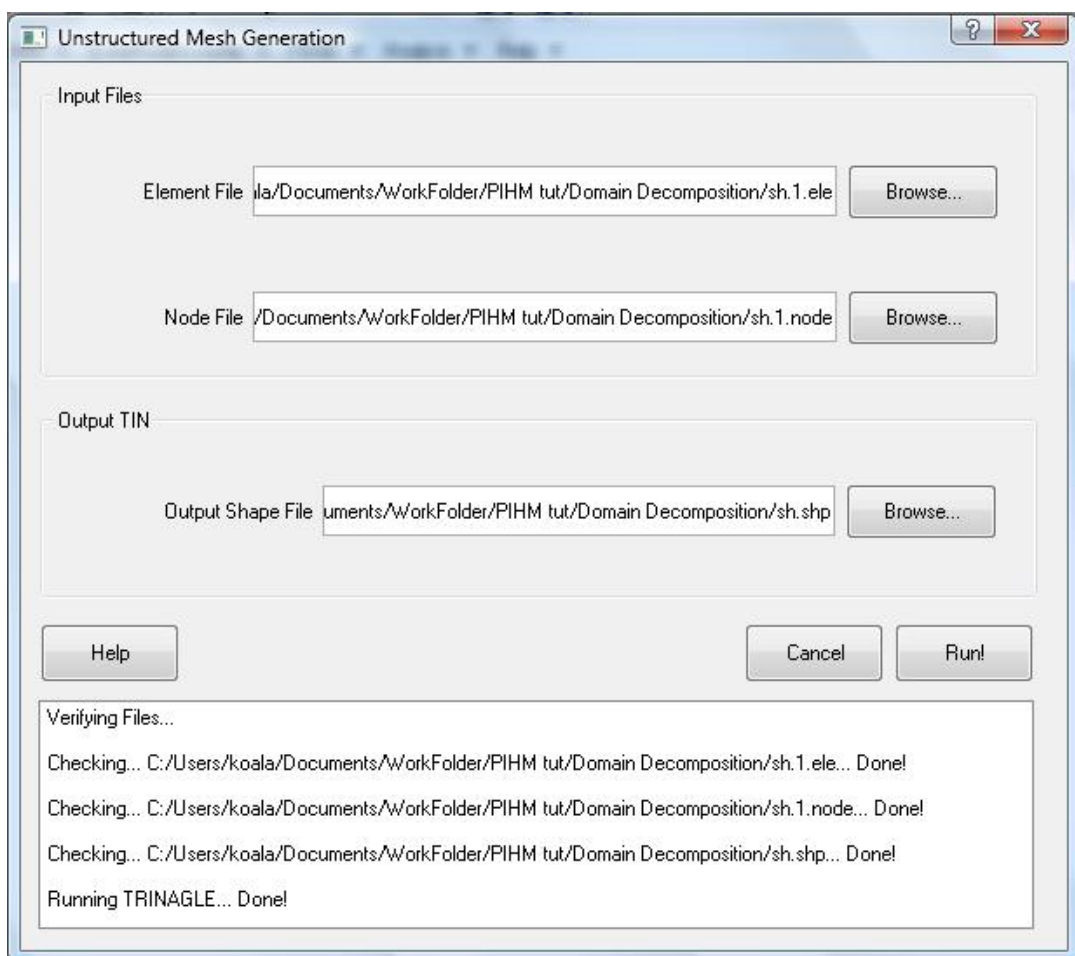 Unstructured Mesh Generation
Input Files
Element File la/Documents/WorkFolder/PIHM tut/Domain Decomposition/sh.1.ele Browse...
Node File /Documents/WorkFolder/PIHM tut/Domain Decomposition/sh.1.node Browse...
Output TIN
Output Shape File uments/WorkFolder/PIHM tut/Domain Decomposition/sh.shp Browse...
Help Cancel Run!
Verifying Files...
Checking... C:/Users/koala/Documents/WorkFolder/PIHM tut/Domain Decomposition/sh.1.ele... Done!
Checking... C:/Users/koala/Documents/WorkFolder/PIHM tut/Domain Decomposition/sh.1.node... Done!
Checking... C:/Users/koala/Documents/WorkFolder/PIHM tut/Domain Decomposition/sh.shp... Done!
Running TRINAGLE... Done!